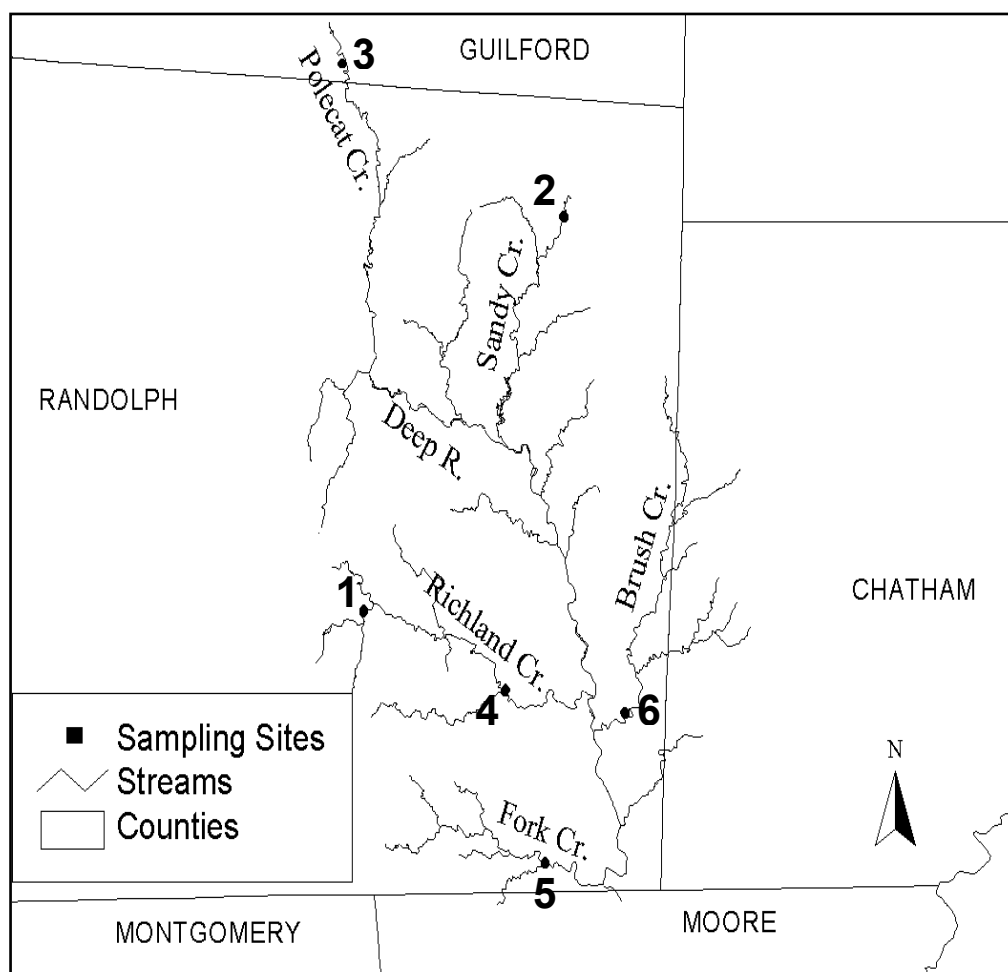 GUILFORD
3
Polecat Cr.
2
Sandy Cr.
RANDOLPH
Deep R.
Brush Cr.
1
Richland Cr.
CHATHAM
4
6
Sampling Sites
Streams
Counties
N
Fork Cr.
5
MONTGOMERY
MOORE